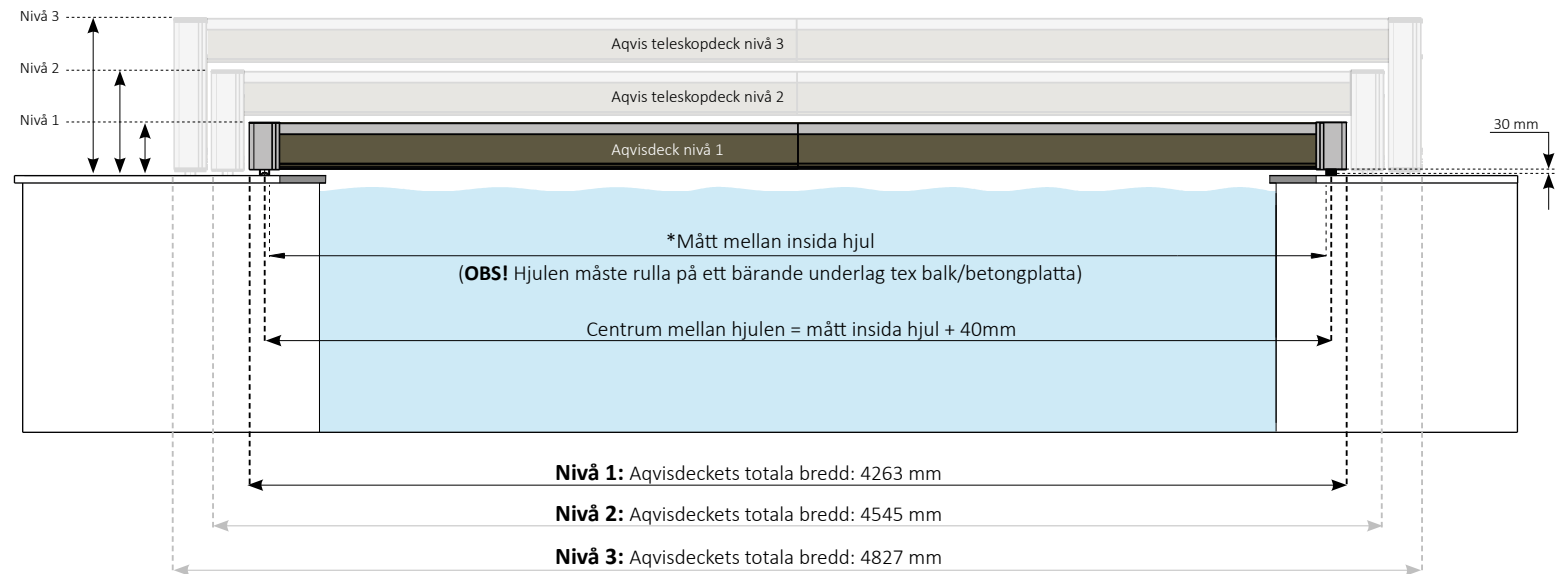 Nivå 3
Aqvis teleskopdeck nivå 3
Nivå 2
Aqvis teleskopdeck nivå 2
Nivå 1
Aqvisdeck nivå 1
30 mm
*Mått mellan insida hjul
(OBS! Hjulen måste rulla på ett bärande underlag tex balk/betongplatta)
Centrum mellan hjulen = mått insida hjul + 40mm
Nivå 1: Aqvisdeckets totala bredd: 4263 mm
Nivå 2: Aqvisdeckets totala bredd: 4545 mm
Nivå 3: Aqvisdeckets totala bredd: 4827 mm